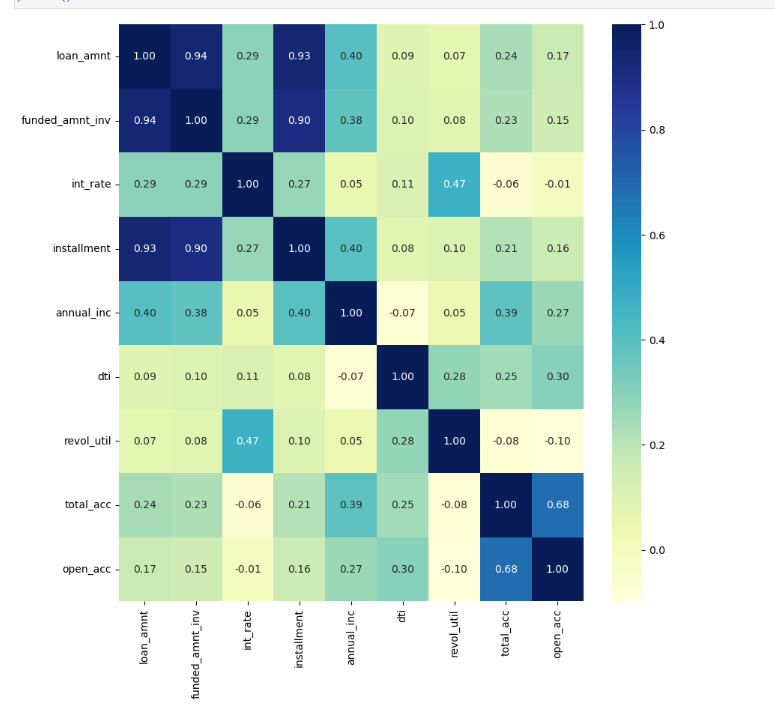 1.0
loan_amnt 1.00 0.94 0.29 0.93 0.40 0.09 0.07 0.24 0.17
funded_amnt_inv 0.94 1.00 0.29 0.90 0.38 0.10 0.08 0.23 0.15
0.8
int_rate 0.29 0.29 1.00 0.27 0.05 0.11 0.47 -0.06 -0.01
0.6
installment 0.93 0.90 0.27 1.00 0.40 0.08 0.10 0.21 0.16
annual_inc 0.40 0.38 0.05 0.40 1.00 -0.07 0.05 0.39 0.27
0.4
dti 0.09 0.10 0.11 0.08 -0.07 1.00 0.28 0.25 0.30
revol_util 0.07 0.08 0.47 0.10 0.05 0.28 1.00 -0.08 -0.10
0.2
total_acc 0.24 0.23 -0.06 0.21 0.39 0.25 -0.08 1.00 0.68
0.0
open_acc 0.17 0.15 -0.01 0.16 0.27 0.30 -0.10 0.68 1.00
loan_amnt
funded_amnt_inv
int_rate
installment
annual_inc
dti
revol_util
total_acc
open_acc